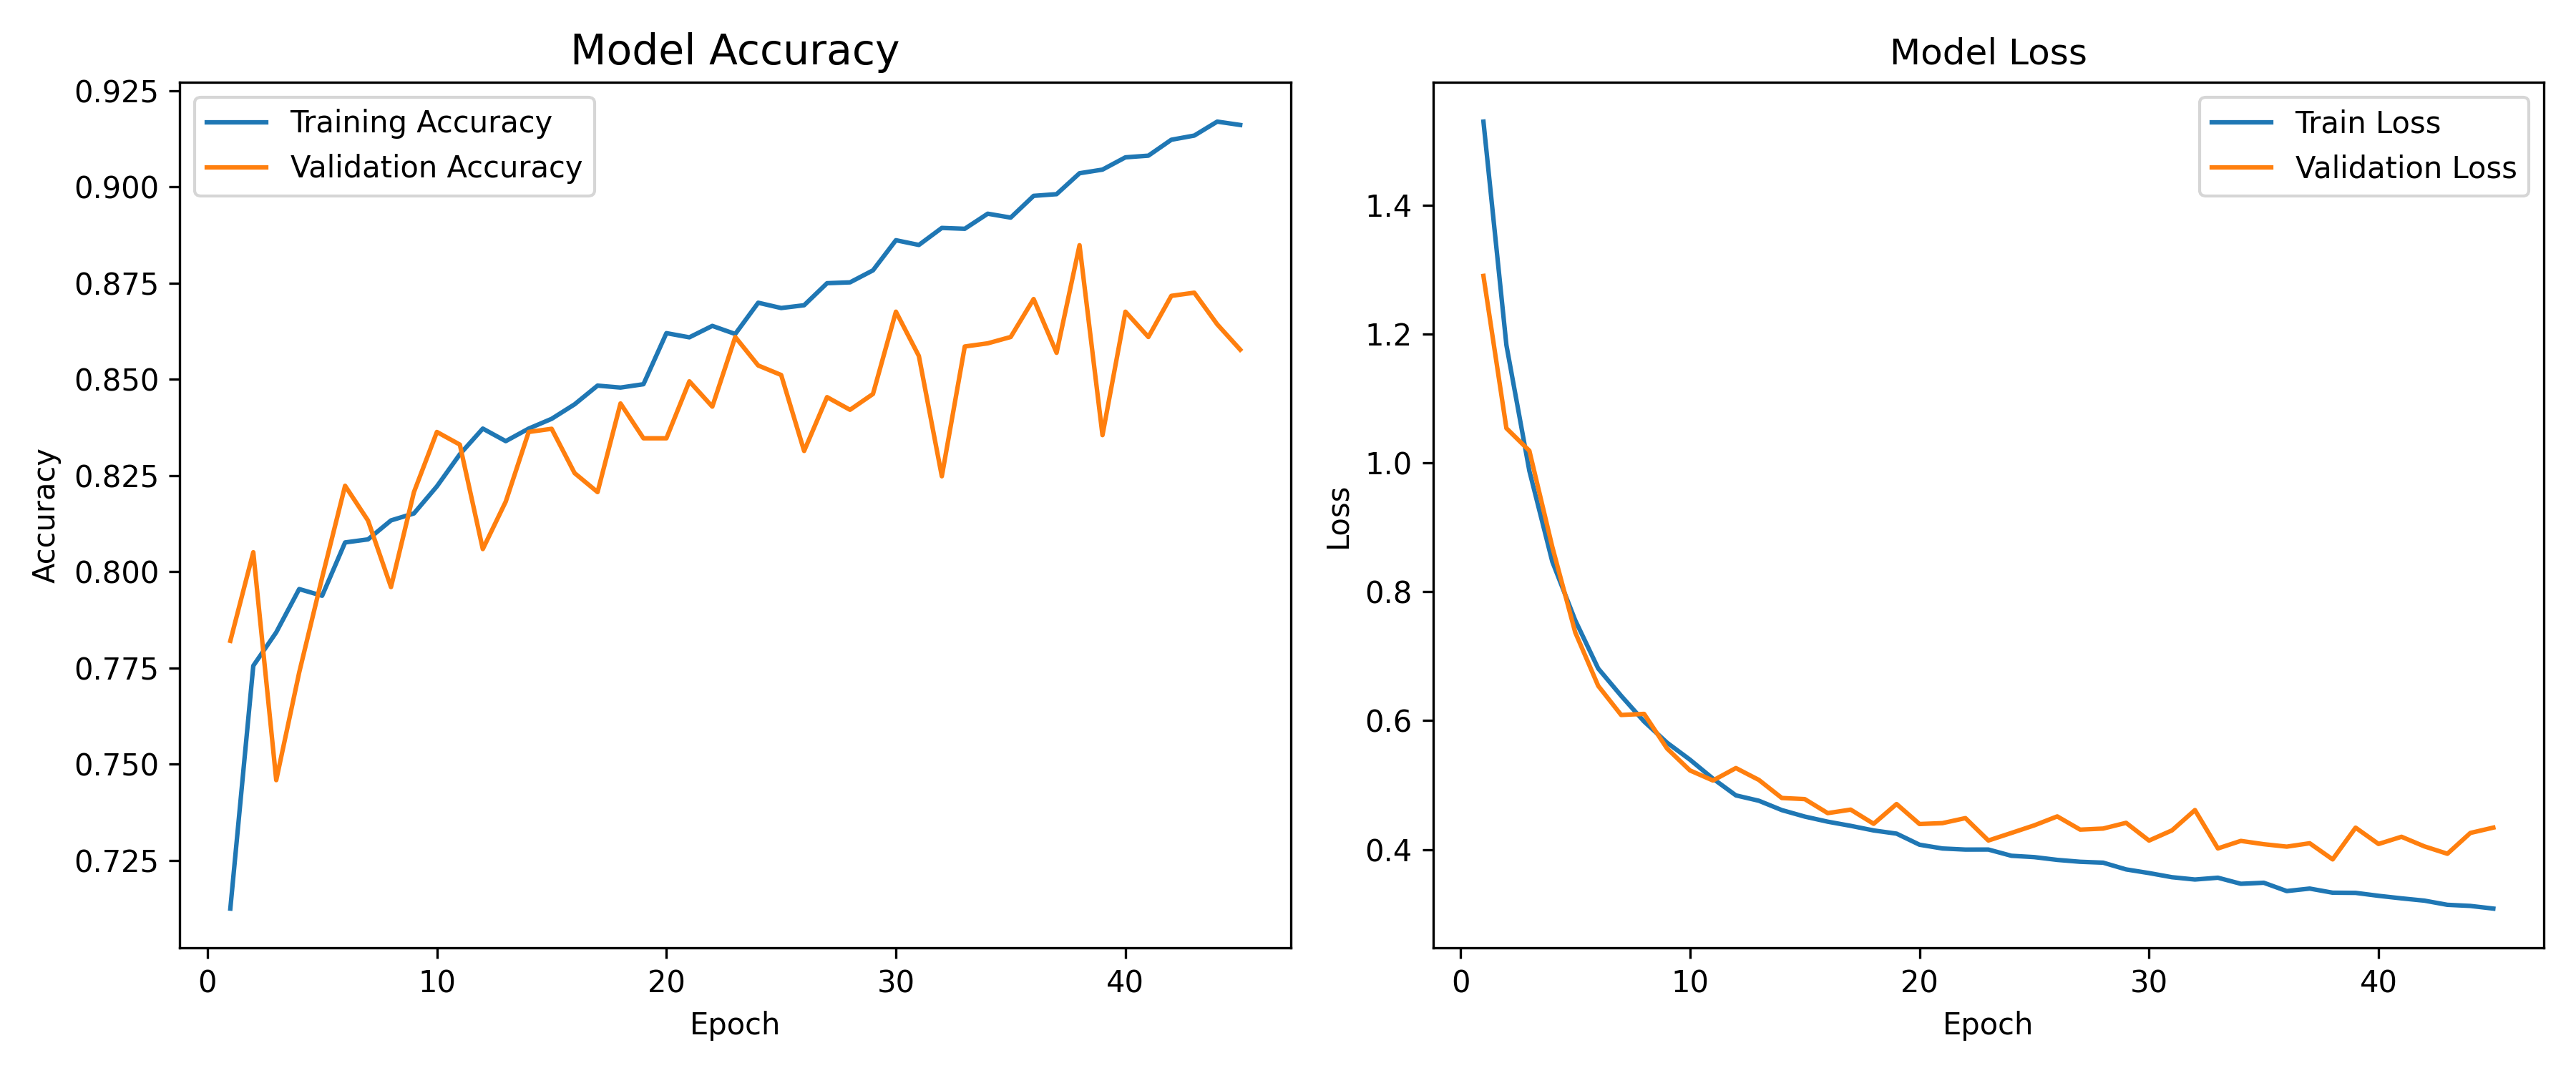 Model Accuracy
0.925
0.900
0.875
0.850
0.825
0.800
0.775
0.750
0.725
Accuracy
Training Accuracy
Validation Accuracy
0
10
20
30
40
Epoch
Model Loss
1.4
1.2
1.0
0.8
0.6
0.4
Loss
Train Loss
Validation Loss
0
10
20
30
40
Epoch